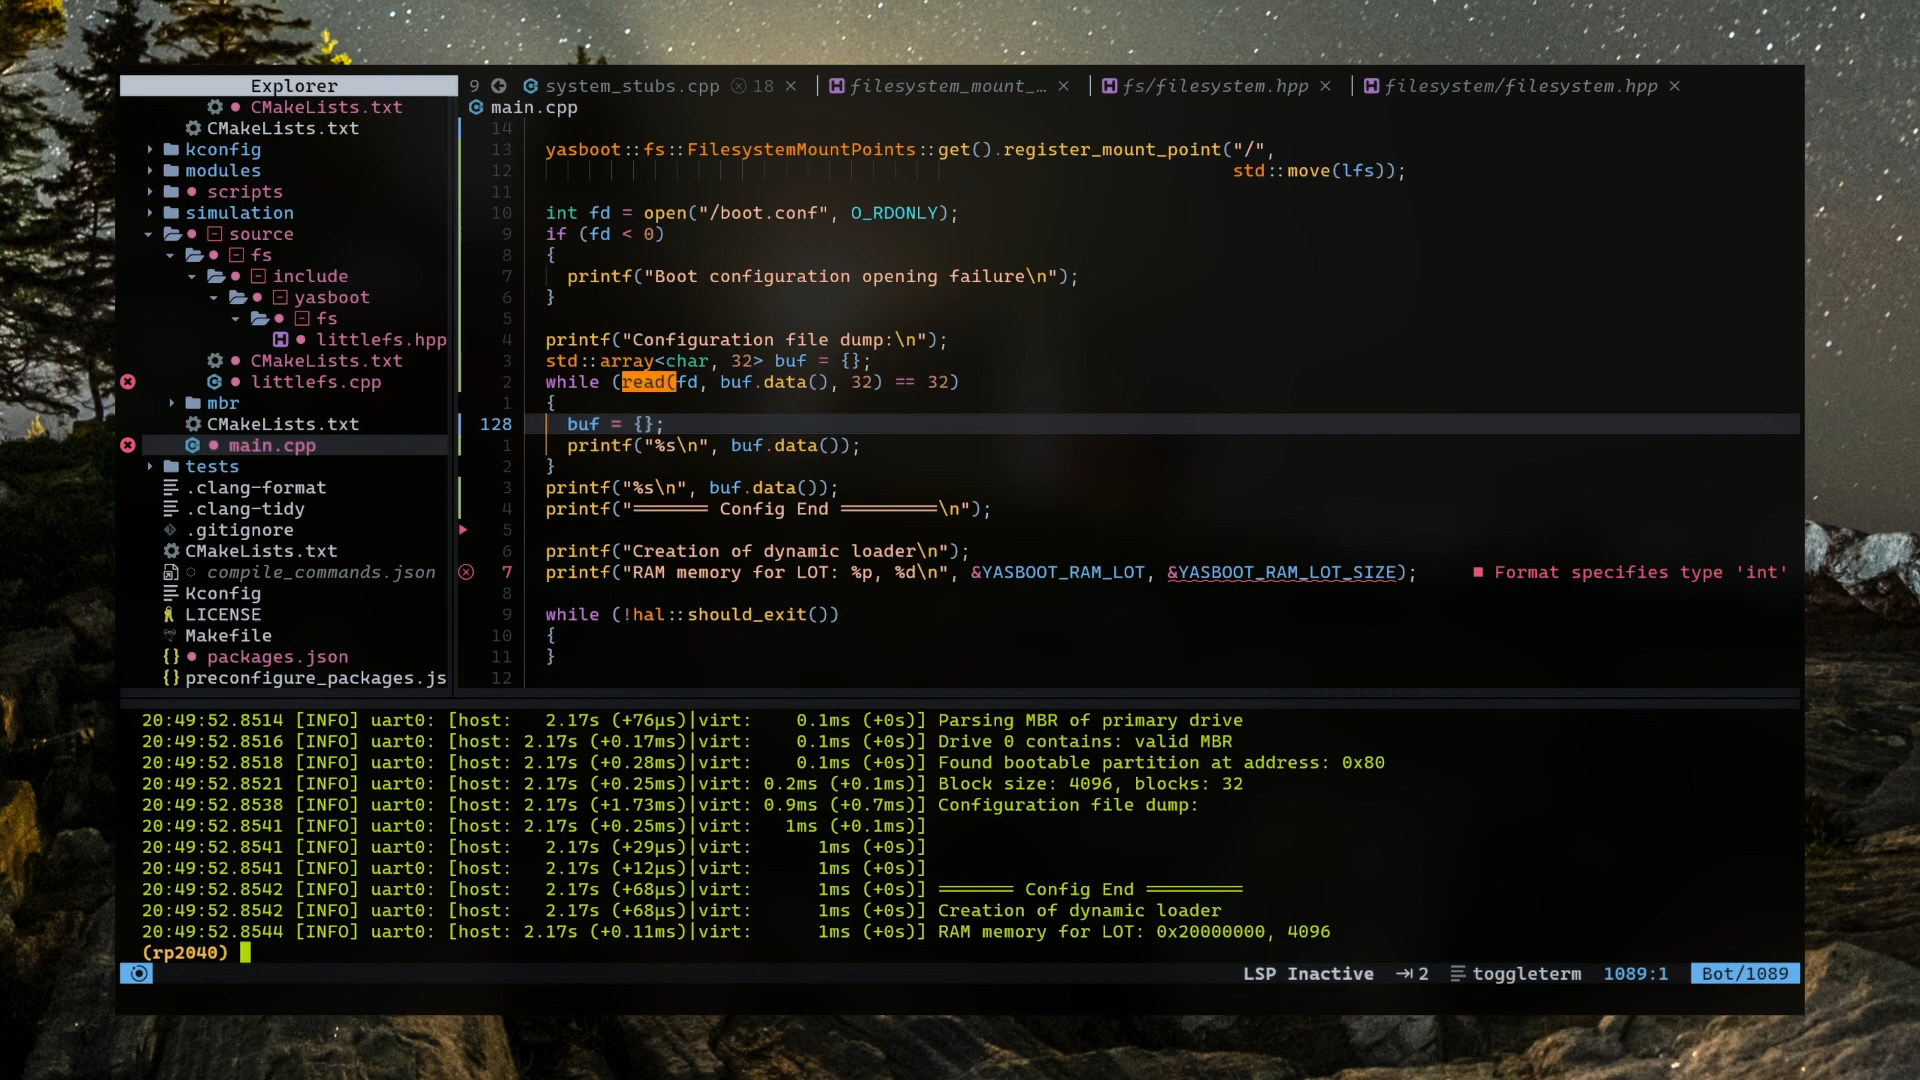 Explorer
CMakeLists.txt
CMakeLists.txt
kconfig
modules
scripts
simulation
source
fs
include
yasboot
fs
littlefs.hpp
CMakeLists.txt
littlefs.cpp
mbr
CMakeLists.txt
main.cpp
tests
.clang-format
.clang-tidy
.gitignore
CMakeLists.txt
compile_commands.json
Kconfig
LICENSE
Makefile
packages.json
preconfigure_packages.js
9 system_stubs.cpp 18 × filesystem_mount_… × fs/filesystem.hpp × filesystem/filesystem.hpp ×
main.cpp
14
13 yasboot::fs::FilesystemMountPoints::get().register_mount_point("/",
12 std::move(lfs));
11
10 int fd = open("/boot.conf", O_RDONLY);
9 if (fd < 0)
8 {
7 printf("Boot configuration opening failure\n");
6 }
5
4 printf("Configuration file dump:\n");
3 std::array<char, 32> buf = {};
2 while (read(fd, buf.data(), 32) == 32)
1 {
128 buf = {};
1 printf("%s\n", buf.data());
2 }
3 printf("%s\n", buf.data());
4 printf("======= Config End =========\n");
5
6 printf("Creation of dynamic loader\n");
7 printf("RAM memory for LOT: %p, %d\n", &YASBOOT_RAM_LOT, &YASBOOT_RAM_LOT_SIZE); ■ Format specifies type 'int'
8
9 while (!hal::should_exit())
10 {
11 }
12
20:49:52.8514 [INFO] uart0: [host: 2.17s (+76µs)|virt: 0.1ms (+0s)] Parsing MBR of primary drive
20:49:52.8516 [INFO] uart0: [host: 2.17s (+0.17ms)|virt: 0.1ms (+0s)] Drive 0 contains: valid MBR
20:49:52.8518 [INFO] uart0: [host: 2.17s (+0.28ms)|virt: 0.1ms (+0s)] Found bootable partition at address: 0x80
20:49:52.8521 [INFO] uart0: [host: 2.17s (+0.25ms)|virt: 0.2ms (+0.1ms)] Block size: 4096, blocks: 32
20:49:52.8538 [INFO] uart0: [host: 2.17s (+1.73ms)|virt: 0.9ms (+0.7ms)] Configuration file dump:
20:49:52.8541 [INFO] uart0: [host: 2.17s (+0.25ms)|virt: 1ms (+0.1ms)]
20:49:52.8541 [INFO] uart0: [host: 2.17s (+29µs)|virt: 1ms (+0s)]
20:49:52.8541 [INFO] uart0: [host: 2.17s (+12µs)|virt: 1ms (+0s)]
20:49:52.8542 [INFO] uart0: [host: 2.17s (+68µs)|virt: 1ms (+0s)] ======= Config End =========
20:49:52.8542 [INFO] uart0: [host: 2.17s (+68µs)|virt: 1ms (+0s)] Creation of dynamic loader
20:49:52.8544 [INFO] uart0: [host: 2.17s (+0.11ms)|virt: 1ms (+0s)] RAM memory for LOT: 0x20000000, 4096
(rp2040)
LSP Inactive 2 toggleterm 1089:1 Bot/1089